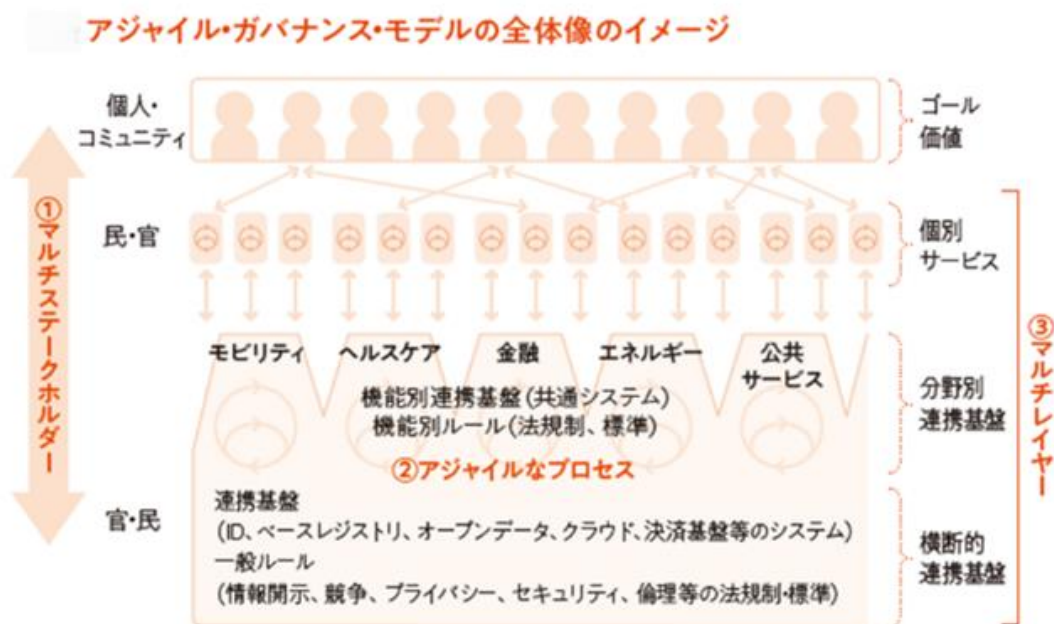 アジャイル・ガバナンス・モデルの全体像のイメージ
個人・
コミュニティ
ゴール
価値
①マルチステークホルダー
民・官
個別
サービス
③マルチレイヤー
モビリティ
ヘルスケア
金融
エネルギー
公共
サービス
機能別連携基盤(共通システム)
機能別ルール(法規制、標準)
分野別
連携基盤
②アジャイルなプロセス
官・民
連携基盤
(ID、ベースレジストリ、オープンデータ、クラウド、決済基盤等のシステム)
一般ルール
(情報開示、競争、プライバシー、セキュリティ、倫理等の法規制・標準)
横断的
連携基盤